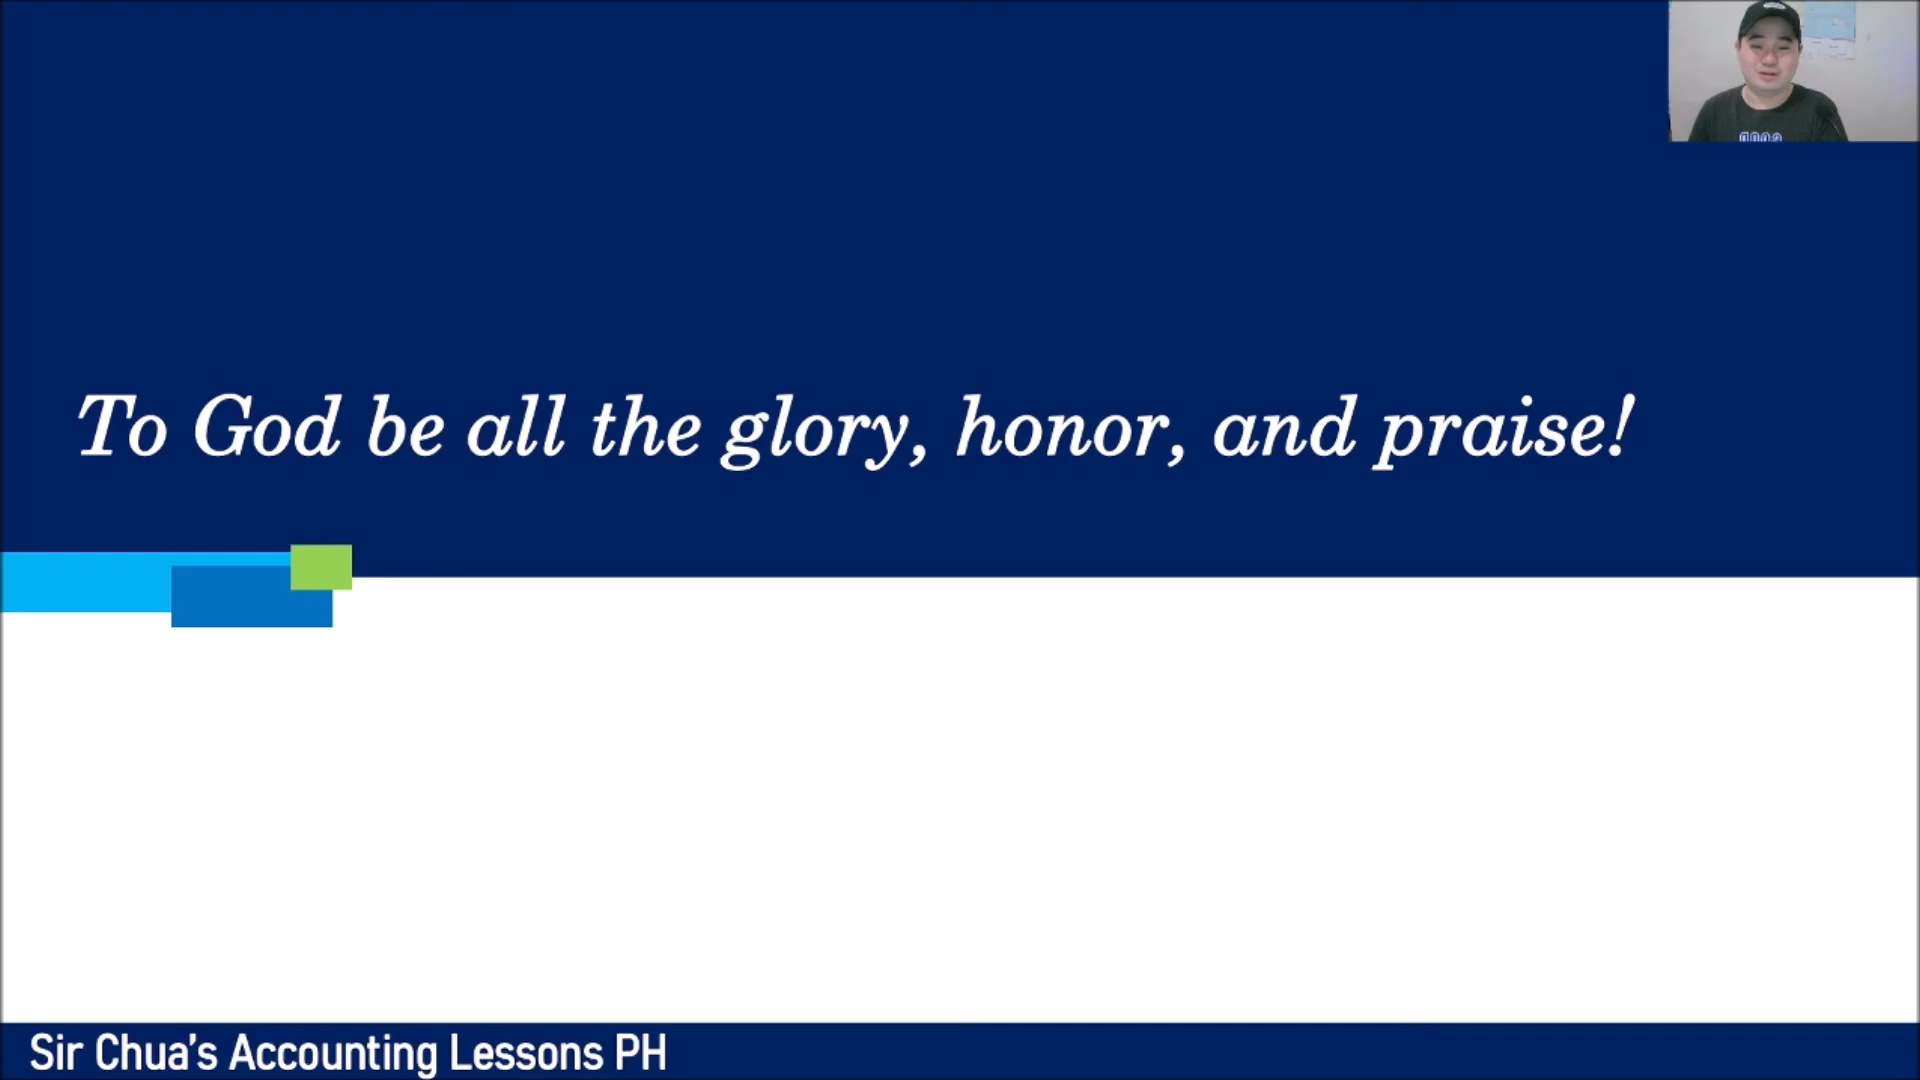 To God be all the glory, honor, and praise!
Sir Chua's Accounting Lessons PH